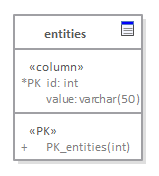 entities
«column»
*PK id: int
value: varchar(50)
«PK»
+ PK_entities(int)